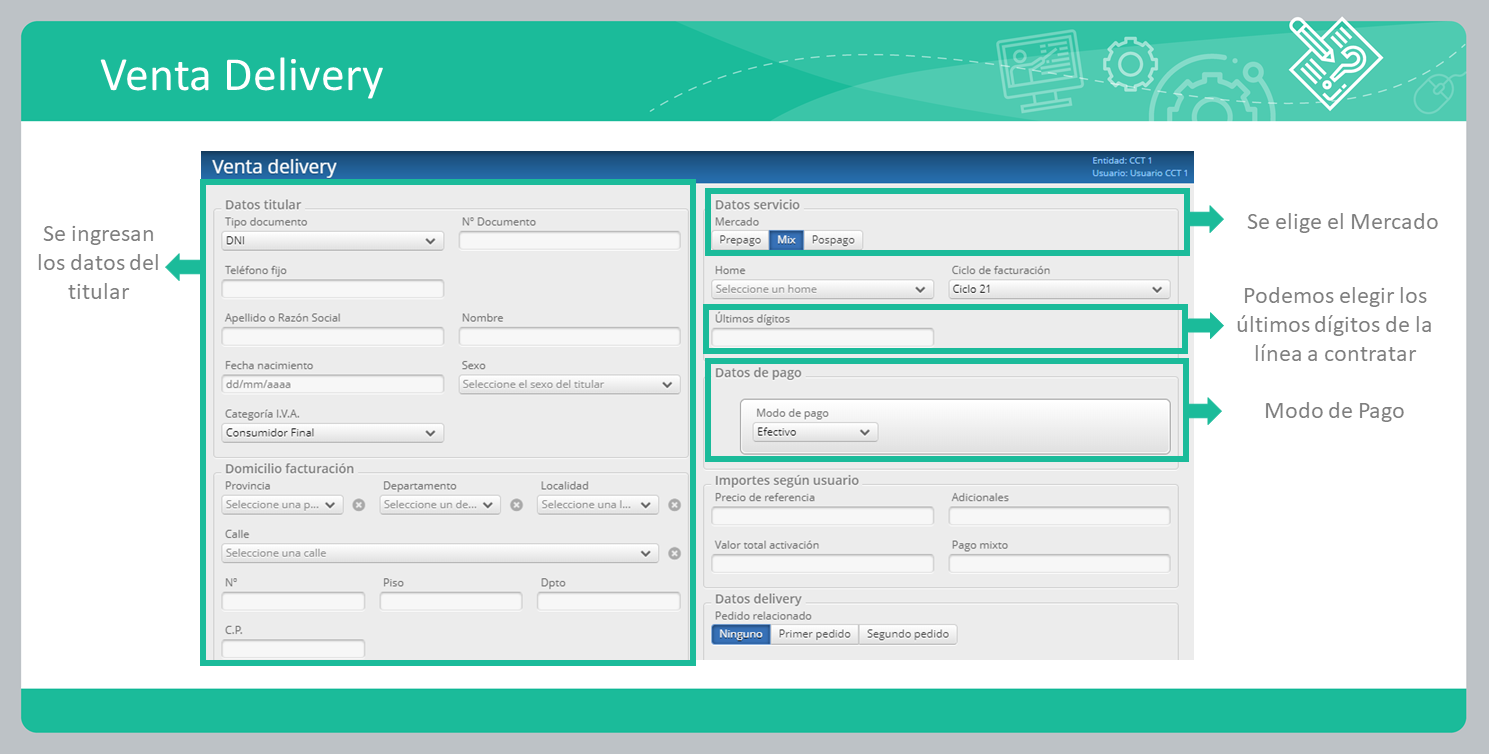 Venta Delivery
Venta delivery
Entidad: CCT 1
Usuario: Usuario CCT 1
Se ingresan
los datos del
titular
Datos titular
Tipo documento
Nº Documento
DNI
Teléfono fijo
Apellido o Razón Social
Nombre
Fecha nacimiento
Sexo
dd/mm/aaaa
Seleccione el sexo del titular
Categoría I.V.A.
Consumidor Final
Domicilio facturación
Provincia
Departamento
Localidad
Seleccione una p...
Seleccione un de...
Seleccione una l...
Calle
Seleccione una calle
Nº
Piso
Dpto
C.P.
Datos servicio
Mercado
Prepago
Mix
Pospago
Home
Ciclo de facturación
Seleccione un home
Ciclo 21
Últimos dígitos
Datos de pago
Modo de pago
Efectivo
Importes según usuario
Precio de referencia
Adicionales
Valor total activación
Pago mixto
Datos delivery
Pedido relacionado
Ninguno
Primer pedido
Segundo pedido
Se elige el Mercado
Podemos elegir los
últimos dígitos de la
línea a contratar
Modo de Pago